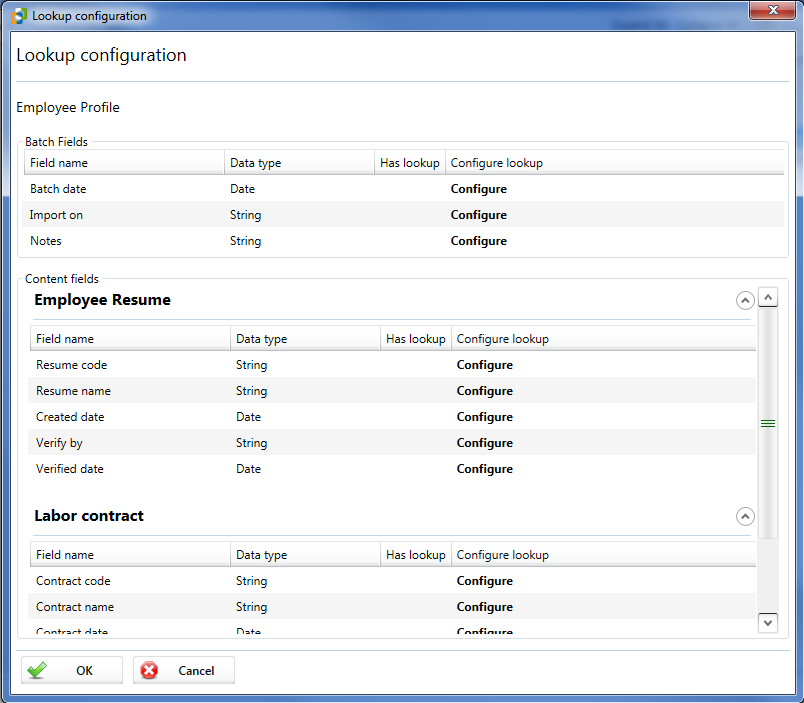 Lookup configuration
Lookup configuration
Employee Profile
Batch Fields
Field name Data type Has lookup Configure lookup
Batch date Date Configure
Import on String Configure
Notes String Configure
Content fields
Employee Resume
Field name Data type Has lookup Configure lookup
Resume code String Configure
Resume name String Configure
Created date Date Configure
Verify by String Configure
Verified date Date Configure
Labor contract
Field name Data type Has lookup Configure lookup
Contract code String Configure
Contract name String Configure
Contract date Date Configure
OK Cancel